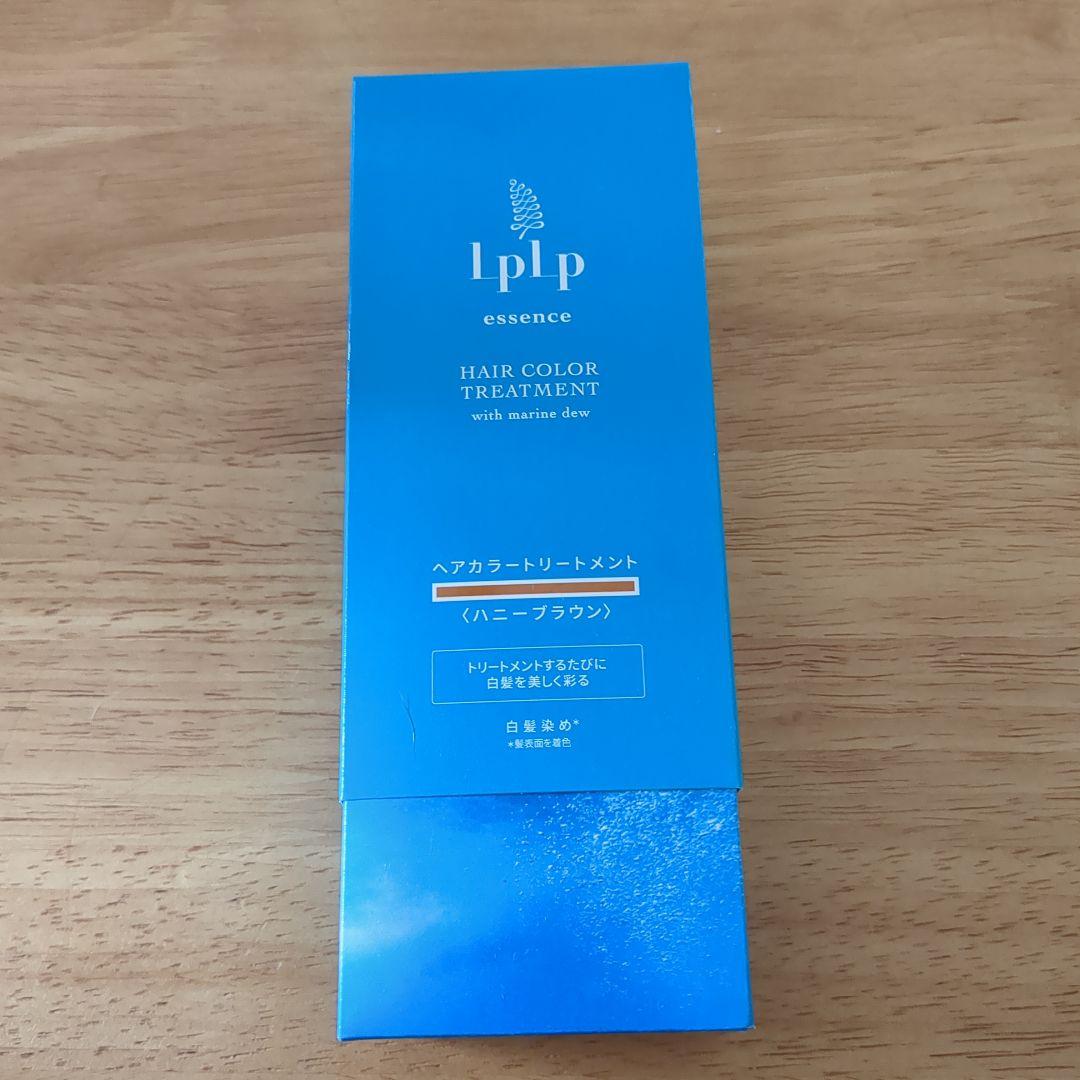 LpLp
essence
HAIR COLOR
TREATMENT
with marine dew
ヘアカラートリートメント
〈ハニーブラウン〉
トリートメントするたびに
白髪を美しく彩る
白髪染め*
*髪表面を着色